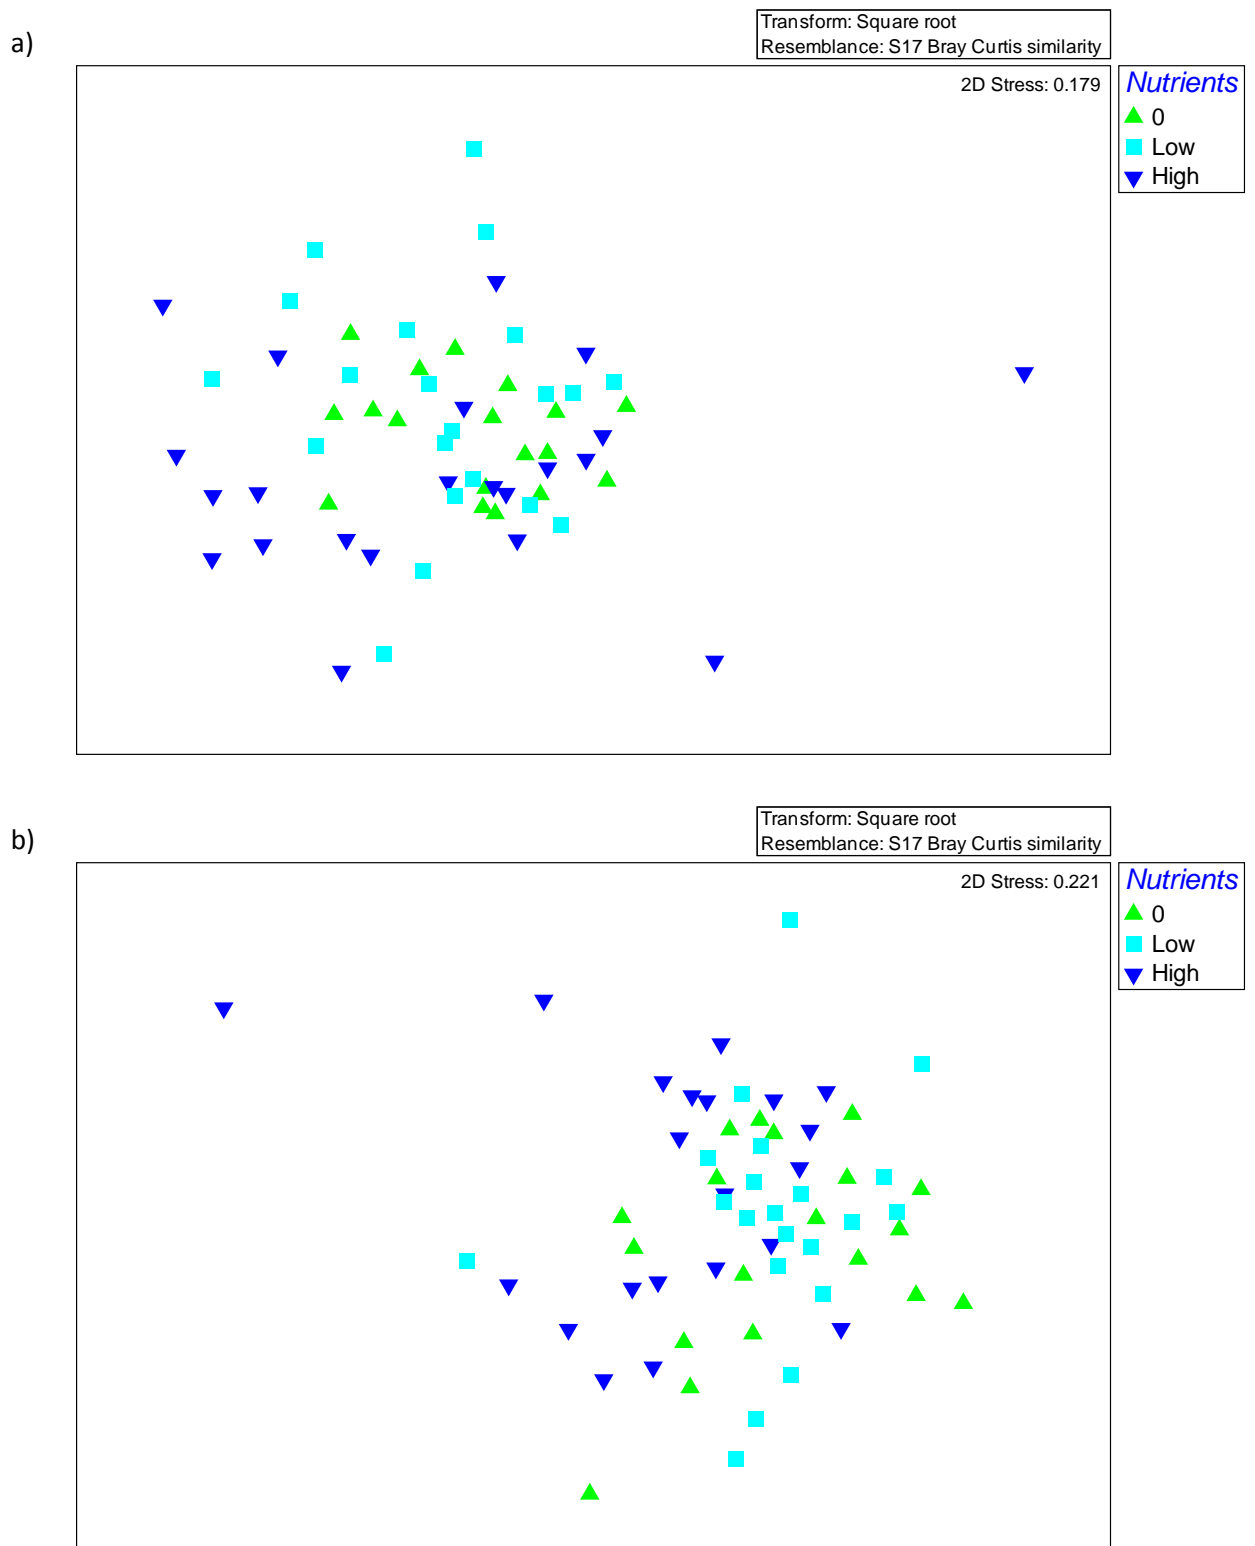 a)
Transform: Square root
Resemblance: S17 Bray Curtis similarity
2D Stress: 0.179
Nutrients
0
Low
High
b)
Transform: Square root
Resemblance: S17 Bray Curtis similarity
2D Stress: 0.221
Nutrients
0
Low
High